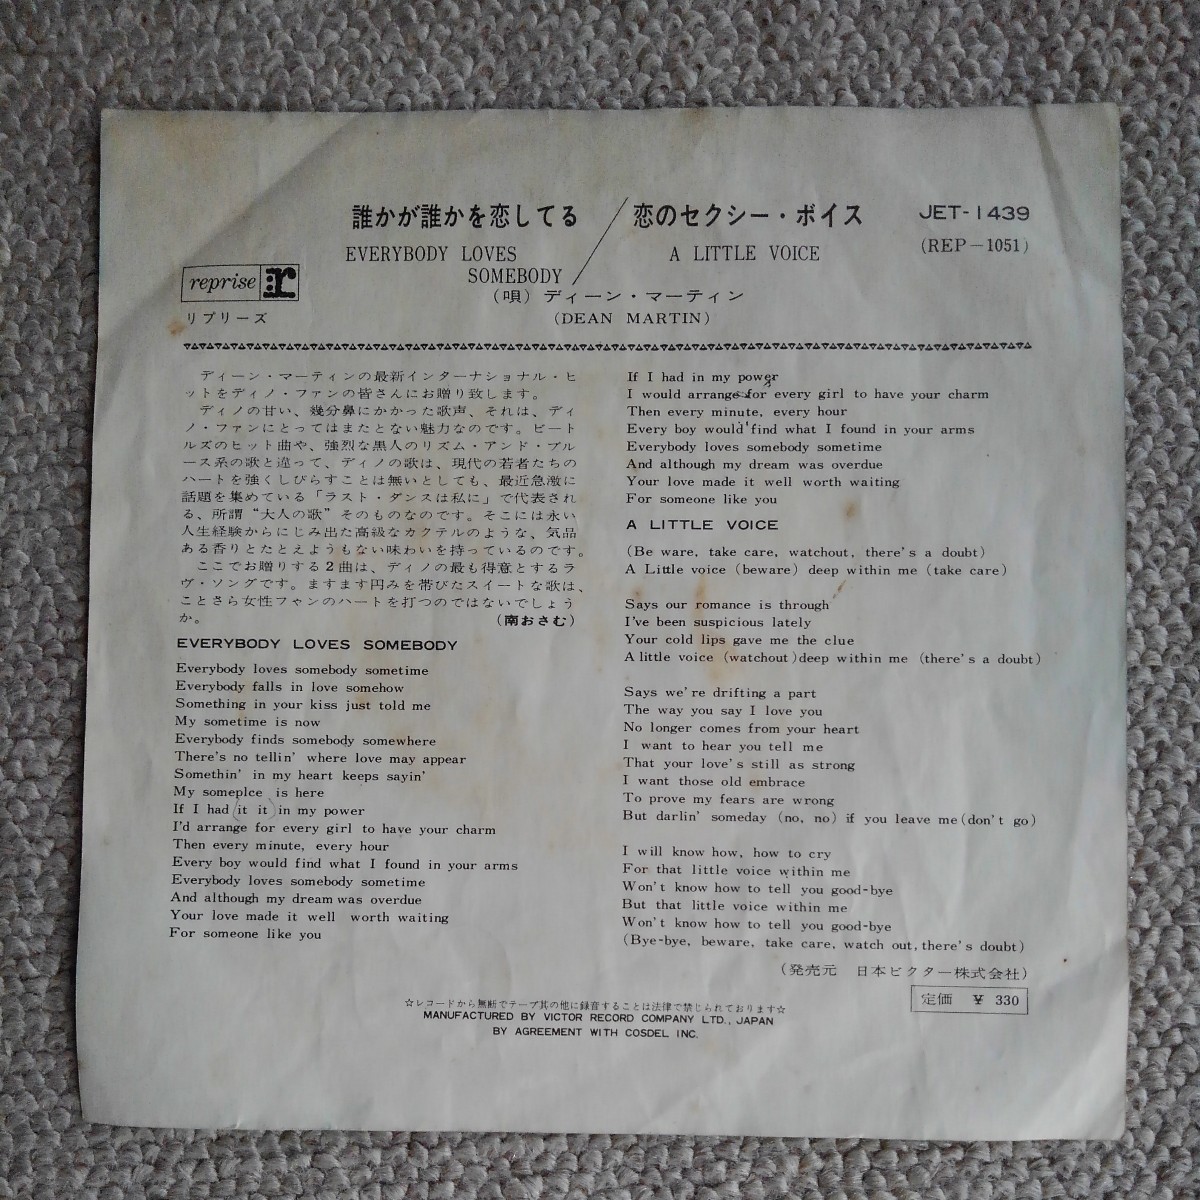 誰かが誰かを恋してる／恋のセクシー・ボイス JET-1439
EVERYBODY LOVES SOMEBODY / A LITTLE VOICE (REP－1051)
reprise r
リプリーズ
(唄) ディーン・マーティン
(DEAN MARTIN)
ディーン・マーティンの最新インターナショナル・ヒ
ットをディノ・ファンの皆さんにお贈り致します。
ディノの甘い、幾分鼻にかかった歌声、それは、ディ
ノ・ファンにとってはまたとない魅力なのです。ビート
ルズのヒット曲や、強烈な黒人のリズム・アンド・ブル
ース系の歌と違って、ディノの歌は、現代の若者たちの
ハートを強くしびらすことは無いとしても、最近急激に
話題を集めている「ラスト・ダンスは私に」で代表され
る、所謂“大人の歌”そのものなのです。そこには永い
人生経験からにじみ出た高級なカクテルのような、気品
ある香りとたとえようもない味わいを持っているのです。
ここでお贈りする２曲は、ディノの最も得意とするラ
ヴ・ソングです。ますます円みを帯びたスイートな歌は、
ことさら女性ファンのハートを打つのではないでしょう
か。 (南おさむ)
EVERYBODY LOVES SOMEBODY
Everybody loves somebody sometime
Everybody falls in love somehow
Something in your kiss just told me
My sometime is now
Everybody finds somebody somewhere
There's no tellin' where love may appear
Somethin' in my heart keeps sayin'
My someplce is here
If I had (it it) in my power
I'd arrange for every girl to have your charm
Then every minute, every hour
Every boy would find what I found in your arms
Everybody loves somebody sometime
And although my dream was overdue
Your love made it well worth waiting
For someone like you
If I had in my power
I would arrange for every girl to have your charm
Then every minute, every hour
Every boy would find what I found in your arms
Everybody loves somebody sometime
And although my dream was overdue
Your love made it well worth waiting
For someone like you
A LITTLE VOICE
(Be ware, take care, watchout, there's a doubt)
A Little voice (beware) deep within me (take care)
Says our romance is through
I've been suspicious lately
Your cold lips gave me the clue
A little voice (watchout) deep within me (there's a doubt)
Says we're drifting a part
The way you say I love you
No longer comes from your heart
I want to hear you tell me
That your love's still as strong
I want those old embrace
To prove my fears are wrong
But darlin' someday (no, no) if you leave me (don't go)
I will know how, how to cry
For that little voice within me
Won't know how to tell you good-bye
But that little voice within me
Won't know how to tell you good-bye
(Bye-bye, beware, take care, watch out, there's doubt)
(発売元 日本ビクター株式会社)
定価 ￥ 330
☆レコードから無断でテープ其の他に録音することは法律で禁じられております☆
MANUFACTURED BY VICTOR RECORD COMPANY LTD., JAPAN
BY AGREEMENT WITH COSDEL INC.